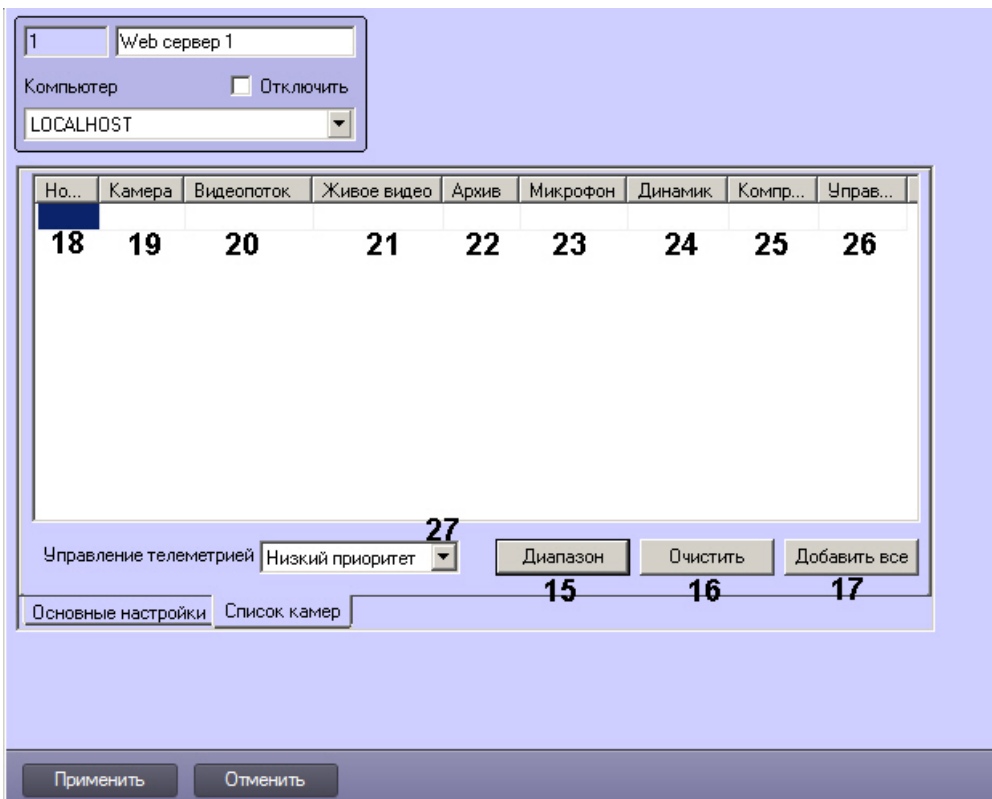 1 Web сервер 1
Компьютер Отключить
LOCALHOST
Но... Камера Видеопоток Живое видео Архив Микрофон Динамик Компр... Управ...
18 19 20 21 22 23 24 25 26
27
Управление телеметрией Низкий приоритет Диапазон Очистить Добавить все
15 16 17
Основные настройки Список камер
Применить Отменить